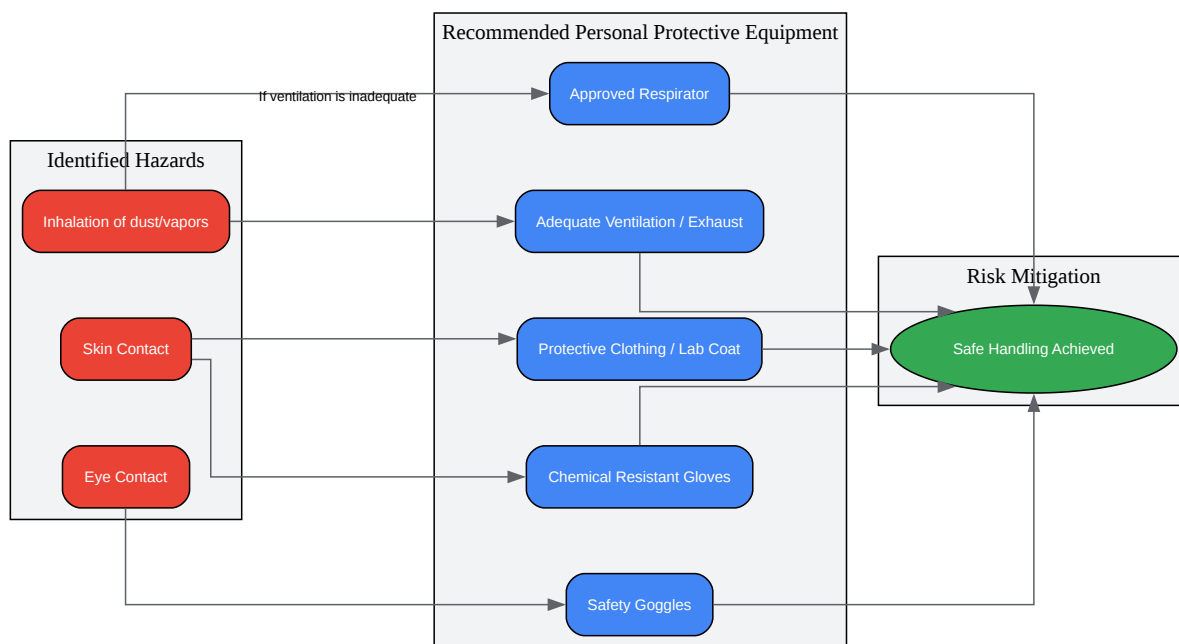 Recommended Personal Protective Equipment
Approved Respirator
If ventilation is inadequate
Identified Hazards
Inhalation of dust/vapors
Adequate Ventilation / Exhaust
Risk Mitigation
Skin Contact
Protective Clothing / Lab Coat
Safe Handling Achieved
Eye Contact
Chemical Resistant Gloves
Safety Goggles